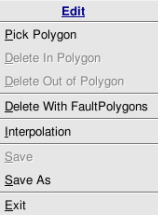 Edit
Pick Polygon
Delete In Polygon
Delete Out of Polygon
Delete With FaultPolygons
Interpolation
Save
Save As
Exit